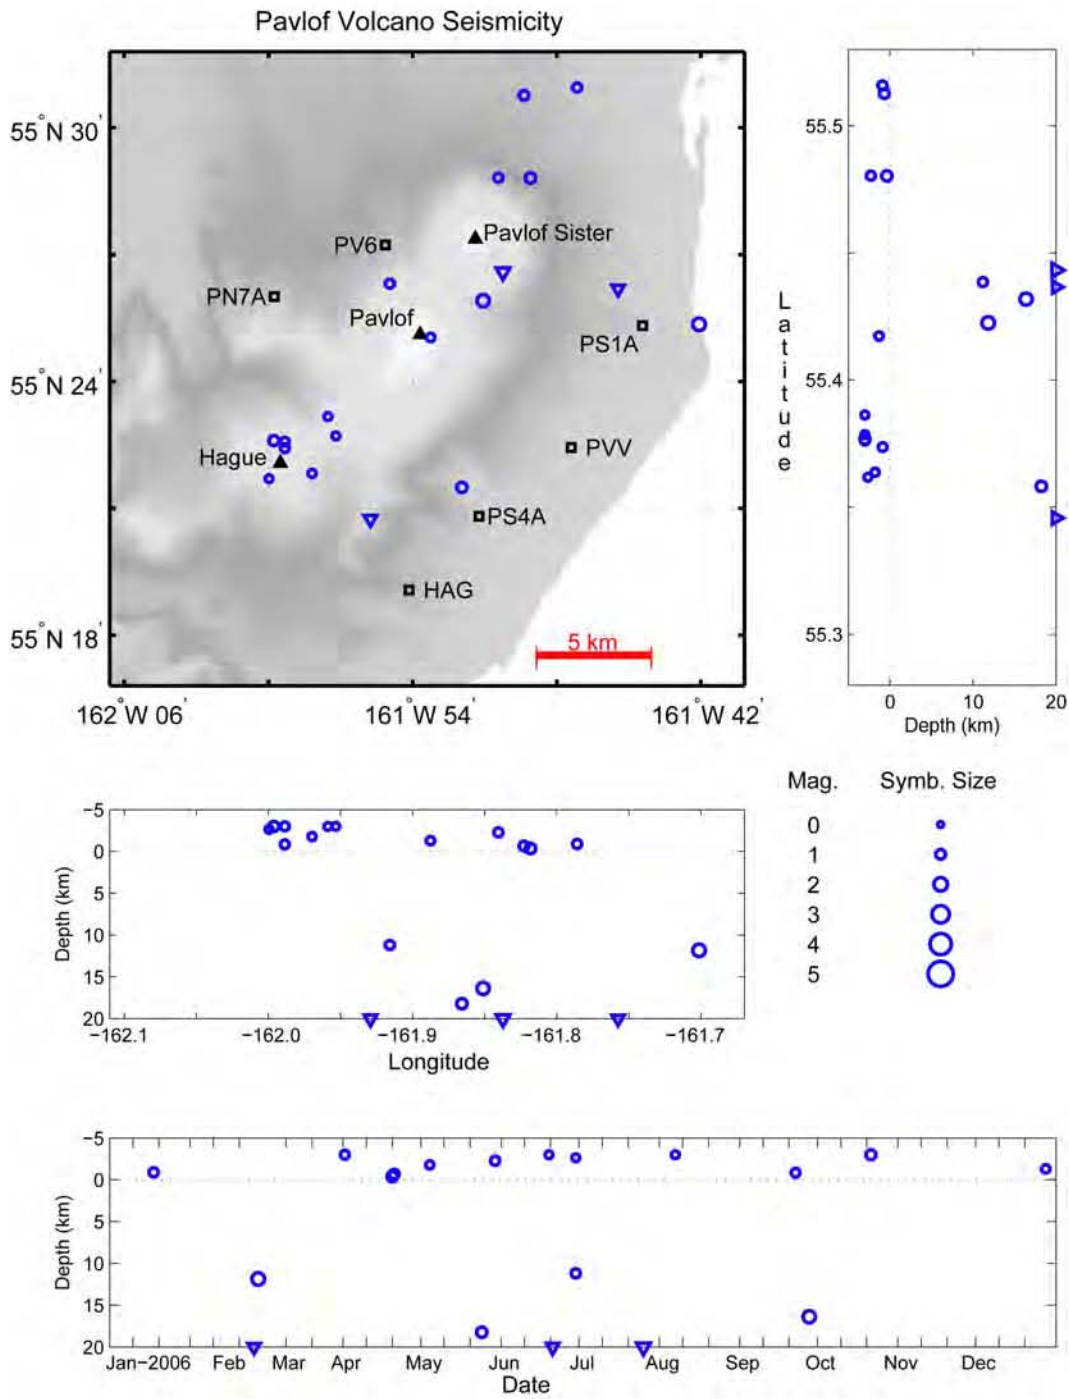 Pavlof Volcano Seismicity
55°N 30'
55°N 24'
55°N 18'
162°W 06'
161°W 54'
161°W 42'
Pavlof Sister
PV6
PN7A
Pavlof
PS1A
PVV
Hague
PS4A
HAG
5 km
Latitude
55.5
55.4
55.3
0
10
20
Depth (km)
Mag.
Symb. Size
0
1
2
3
4
5
−5
0
5
10
15
20
Depth (km)
−162.1
−162.0
−161.9
−161.8
−161.7
Longitude
−5
0
5
10
15
20
Depth (km)
Jan−2006
Feb
Mar
Apr
May
Jun
Jul
Aug
Sep
Oct
Nov
Dec
Date